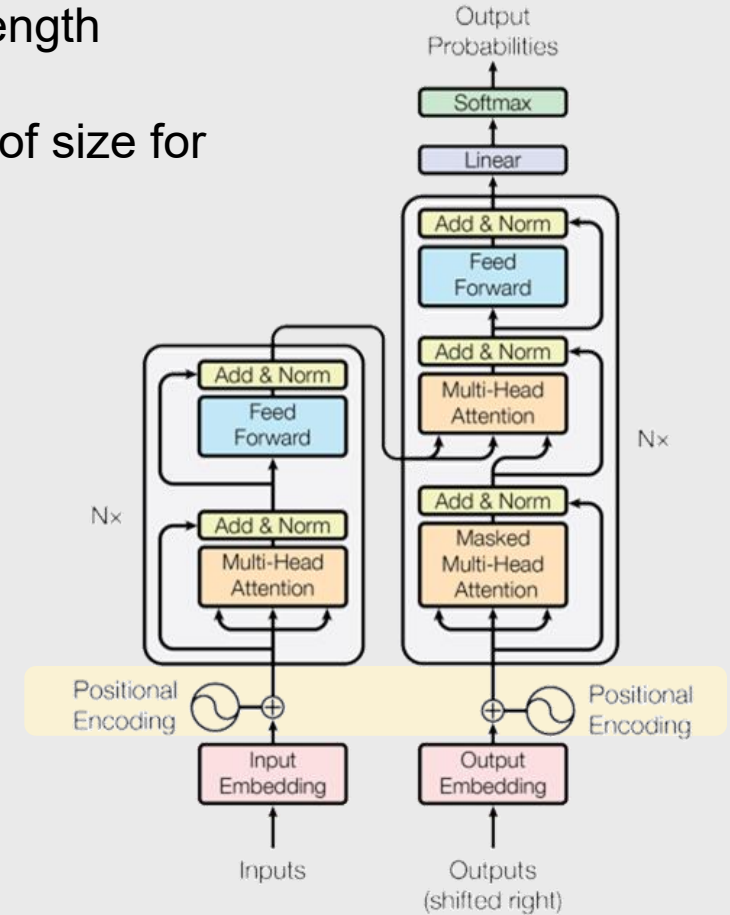 ength
of size for
Output
Probabilities
Softmax
Linear
Add & Norm
Feed
Forward
Add & Norm
Multi-Head
Attention
Nx
Add & Norm
Masked
Multi-Head
Attention
Add & Norm
Feed
Forward
Nx
Add & Norm
Multi-Head
Attention
Positional
Encoding
Positional
Encoding
Input
Embedding
Output
Embedding
Inputs
Outputs
(shifted right)